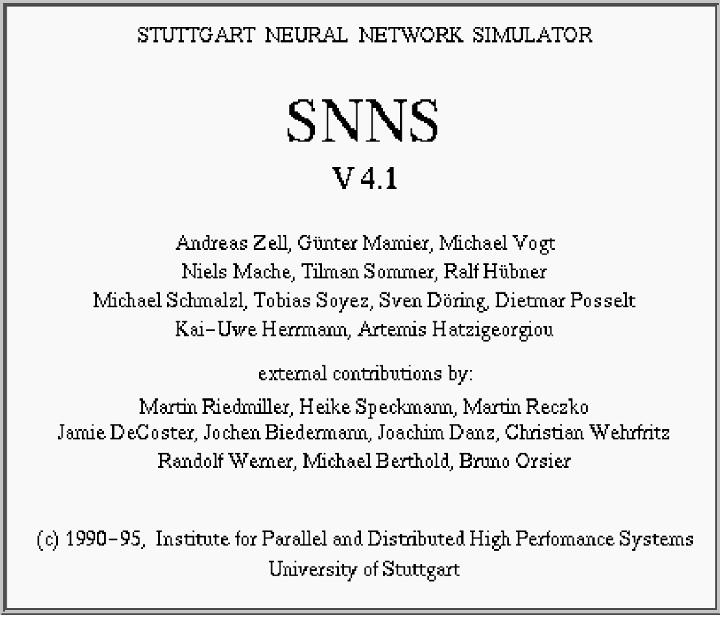 STUTTGART NEURAL NETWORK SIMULATOR
SNNS
V 4.1
Andreas Zell, Günter Mamier, Michael Vogt
Niels Mache, Tilman Sommer, Ralf Hübner
Michael Schmalzl, Tobias Soyez, Sven Döring, Dietmar Posselt
Kai-Uwe Herrmann, Artemis Hatzigeorgiou
external contributions by:
Martin Riedmiller, Heike Speckmann, Martin Reczko
Jamie DeCoster, Jochen Biedermann, Joachim Danz, Christian Wehrfritz
Randolf Werner, Michael Berthold, Bruno Orsier
(c) 1990-95, Institute for Parallel and Distributed High Perfomance Systems
University of Stuttgart